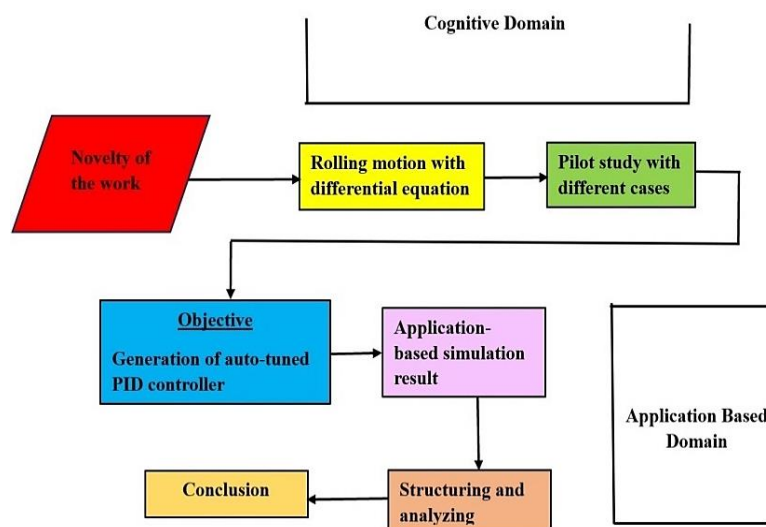 Cognitive Domain
Novelty of
the work
Rolling motion with
differential equation
Pilot study with
different cases
Objective
Generation of auto-tuned
PID controller
Application-
based simulation
result
Application Based
Domain
Conclusion
Structuring and
analyzing